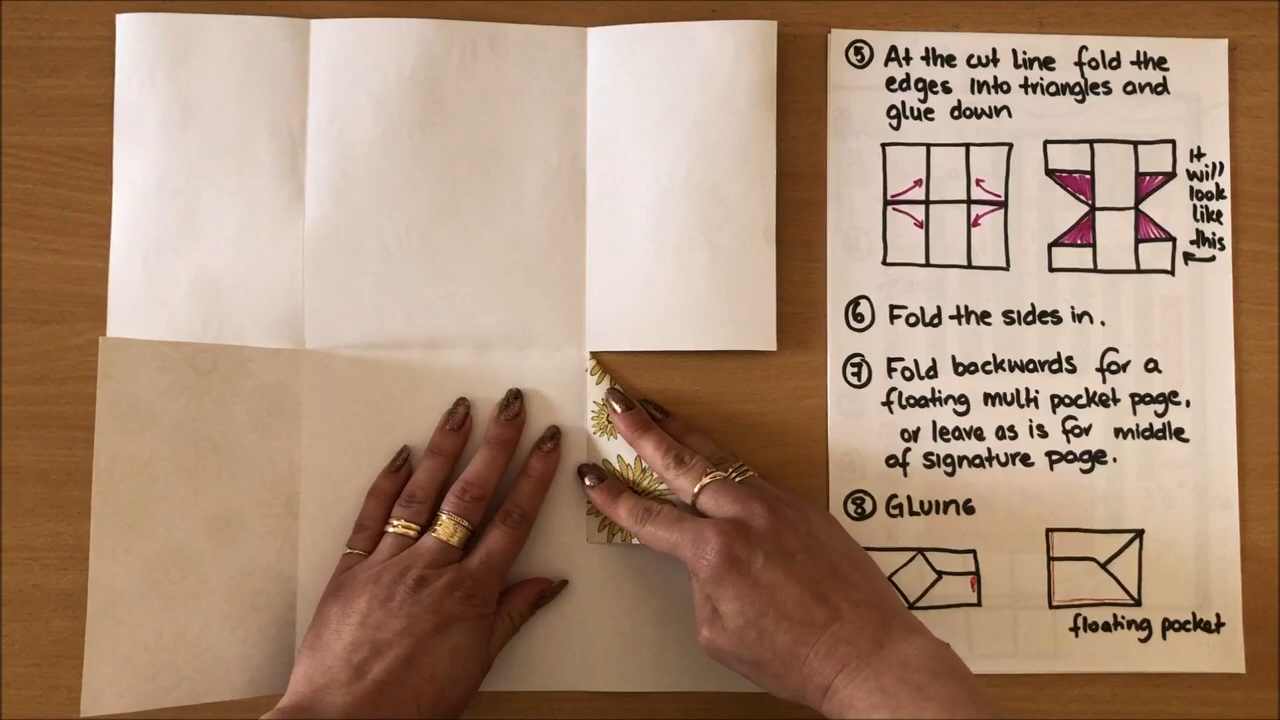 ⑤ At the cut line fold the
edges into triangles and
glue down
It
will
look
like
this
⑥ Fold the sides in.
⑦ Fold backwards for a
floating multi pocket page.
or leave as is for middle
of signature page.
⑧ GLUING
floating pocket